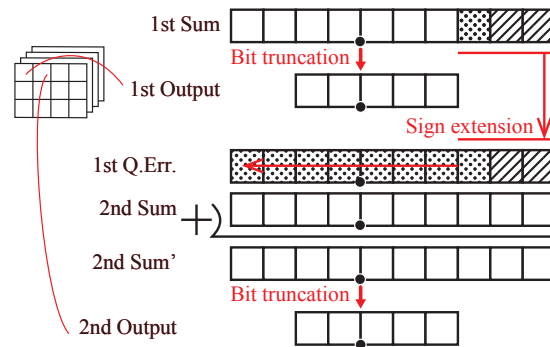 1st Sum
Bit truncation
1st Output
Sign extension
1st Q.Err.
2nd Sum
+
2nd Sum’
Bit truncation
2nd Output